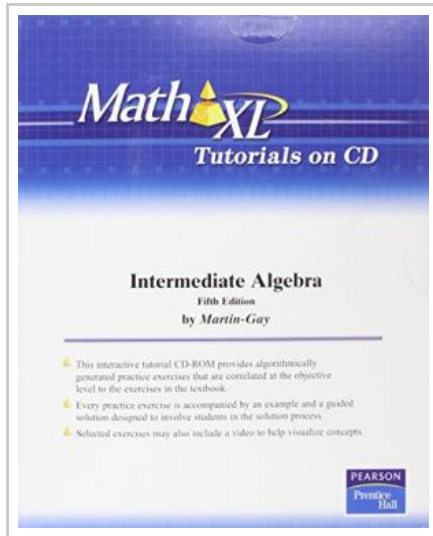 Math XL
Tutorials on CD
Intermediate Algebra
Fifth Edition
by Martin-Gay
This interactive tutorial CD-ROM provides algorithmically
generated practice exercises that are correlated at the objective
level to the exercises in the textbook.
Every practice exercise is accompanied by an example and a guided
solution designed to involve students in the solution process.
Selected exercises may also include a video to help visualize concepts.
PEARSON
Prentice
Hall